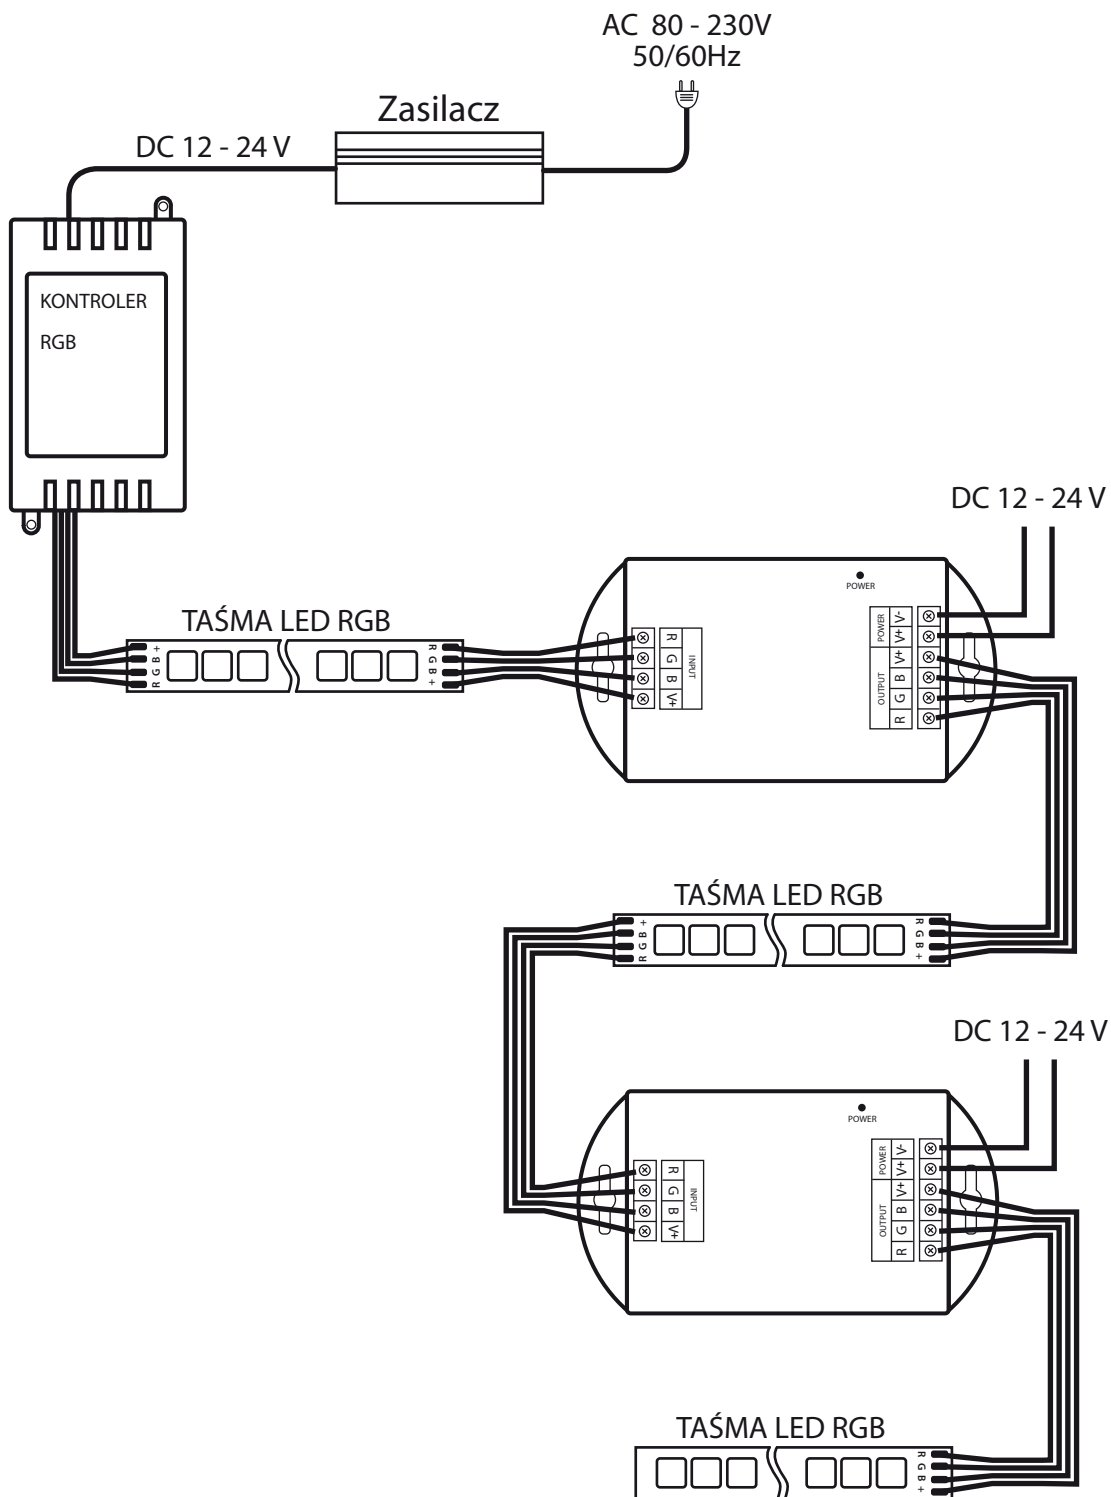 AC 80 - 230V
50/60Hz
Zasilacz
DC 12 - 24 V
KONTROLER
RGB
DC 12 - 24 V
POWER
TAŚMA LED RGB
+
B
G
R
R
G
B
+
R
G
B
V+
INPUT
POWER
V-
V+
OUTPUT
V+
B
G
R
TAŚMA LED RGB
+
B
G
R
R
G
B
+
DC 12 - 24 V
POWER
R
G
B
V+
INPUT
POWER
V-
V+
OUTPUT
V+
B
G
R
TAŚMA LED RGB
R
G
B
+